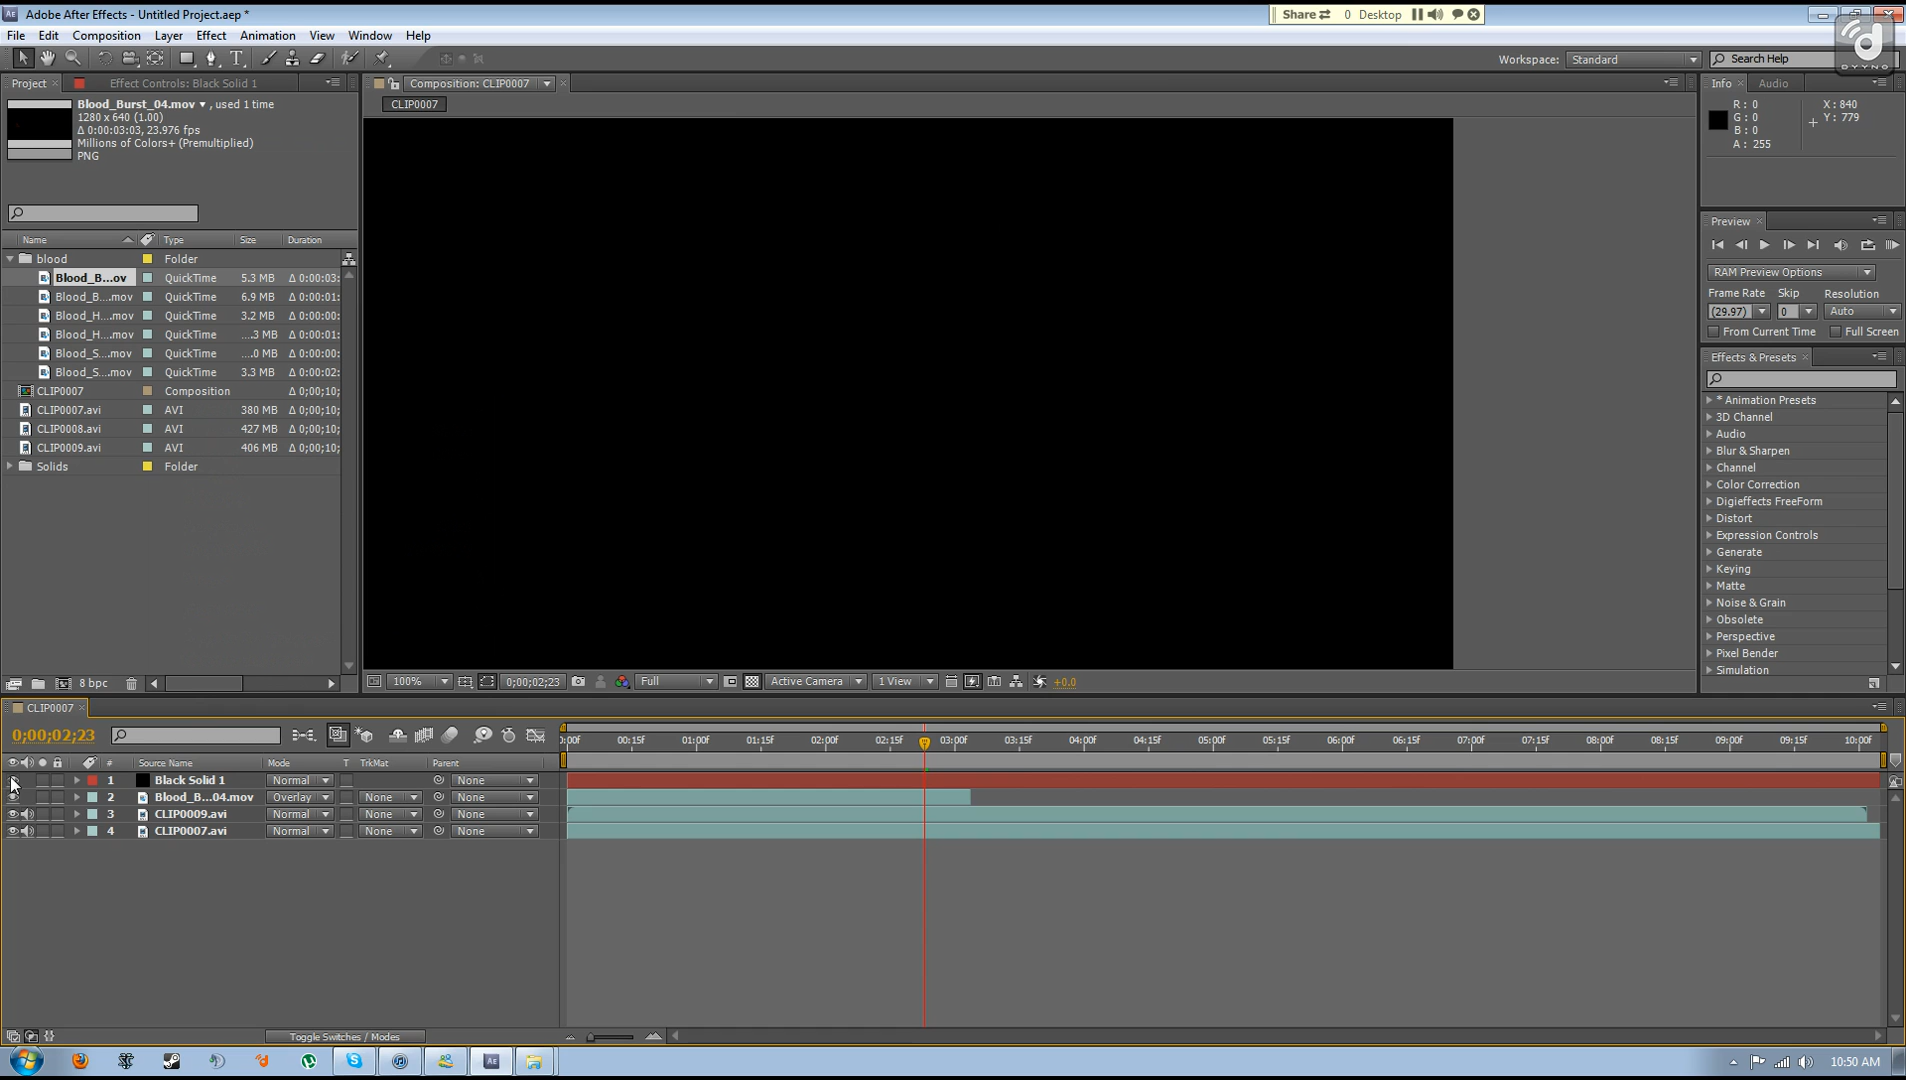 Adobe After Effects - Untitled Project.aep *
Share 0 Desktop
File Edit Composition Layer Effect Animation View Window Help
Workspace: Standard Search Help
DYYNO
Project Effect Controls: Black Solid 1
Blood_Burst_04.mov ▼ , used 1 time
1280 x 640 (1.00)
Δ 0:00:03:03, 23.976 fps
Millions of Colors+ (Premultiplied)
PNG
Name Type Size Duration
blood Folder
Blood_B...ov QuickTime 5.3 MB Δ 0:00:03:
Blood_B....mov QuickTime 6.9 MB Δ 0:00:01:
Blood_H....mov QuickTime 3.2 MB Δ 0:00:00:
Blood_H....mov QuickTime ....3 MB Δ 0:00:01:
Blood_S....mov QuickTime ....0 MB Δ 0:00:00:
Blood_S....mov QuickTime 3.3 MB Δ 0:00:02:
CLIP0007 Composition Δ 0;00;10;
CLIP0007.avi AVI 380 MB Δ 0;00;10;
CLIP0008.avi AVI 427 MB Δ 0;00;10;
CLIP0009.avi AVI 406 MB Δ 0;00;10;
Solids Folder
8 bpc
Composition: CLIP0007
CLIP0007
100% 0;00;02;23 Full Active Camera 1 View +0.0
Info Audio
R : 0
G : 0
B : 0
A : 255
X : 840
Y : 779
Preview
RAM Preview Options
Frame Rate Skip Resolution
(29.97) 0 Auto
From Current Time Full Screen
Effects & Presets
* Animation Presets
3D Channel
Audio
Blur & Sharpen
Channel
Color Correction
Digieffects FreeForm
Distort
Expression Controls
Generate
Keying
Matte
Noise & Grain
Obsolete
Perspective
Pixel Bender
Simulation
CLIP0007
0;00;02;23
:00f 00:15f 01:00f 01:15f 02:00f 02:15f 03:00f 03:15f 04:00f 04:15f 05:00f 05:15f 06:00f 06:15f 07:00f 07:15f 08:00f 08:15f 09:00f 09:15f 10:00f
# Source Name Mode T TrkMat Parent
1 Black Solid 1 Normal None
2 Blood_B...04.mov Overlay None None
3 CLIP0009.avi Normal None None
4 CLIP0007.avi Normal None None
Toggle Switches / Modes
10:50 AM